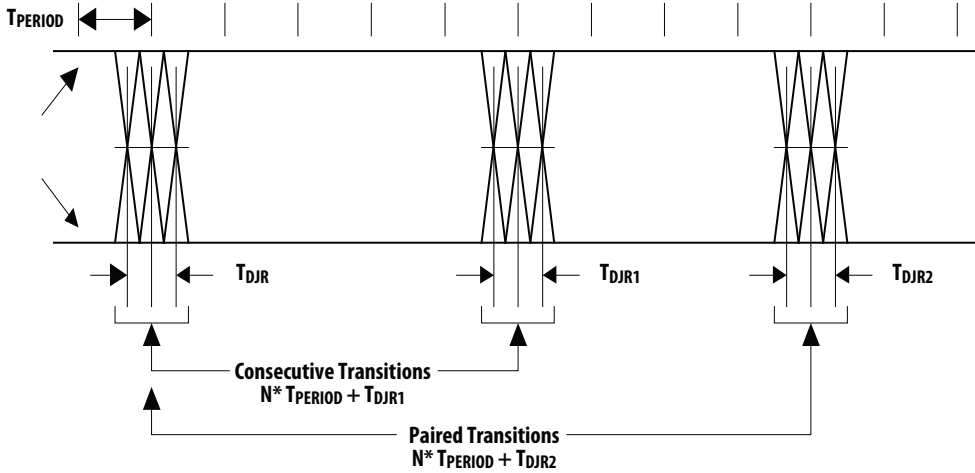 TPERIOD
TDJR
TDJR1
TDJR2
Consecutive Transitions
N* TPERIOD + TDJR1
Paired Transitions
N* TPERIOD + TDJR2